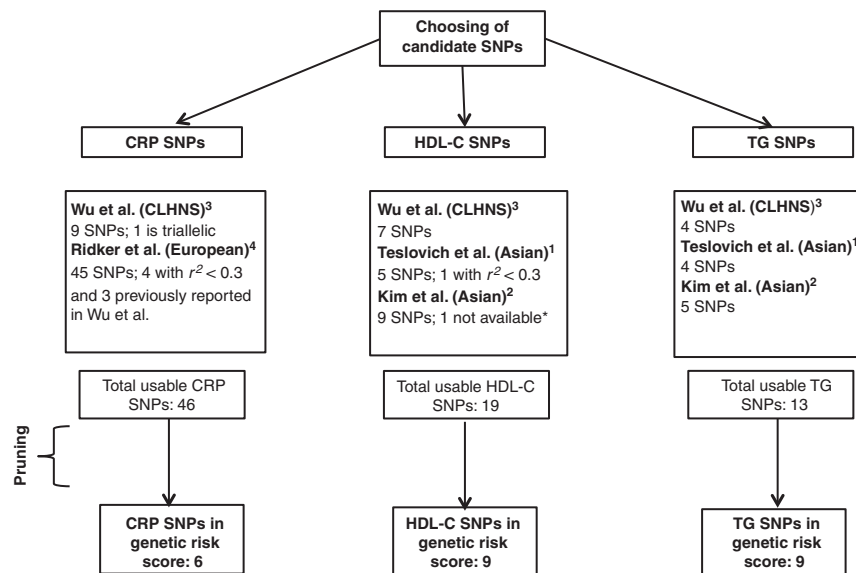 Choosing of
candidate SNPs
CRP SNPs
HDL-C SNPs
TG SNPs
Wu et al. (CLHNS)³
9 SNPs; 1 is triallelic
Ridker et al. (European)⁴
45 SNPs; 4 with r² < 0.3
and 3 previously reported
in Wu et al.
Wu et al. (CLHNS)³
7 SNPs
Teslovich et al. (Asian)¹
5 SNPs; 1 with r² < 0.3
Kim et al. (Asian)²
9 SNPs; 1 not available*
Wu et al. (CLHNS)³
4 SNPs
Teslovich et al. (Asian)¹
4 SNPs
Kim et al. (Asian)²
5 SNPs
Total usable CRP
SNPs: 46
Total usable HDL-C
SNPs: 19
Total usable TG
SNPs: 13
Pruning
CRP SNPs in
genetic risk
score: 6
HDL-C SNPs in
genetic risk
score: 9
TG SNPs in
genetic risk
score: 9